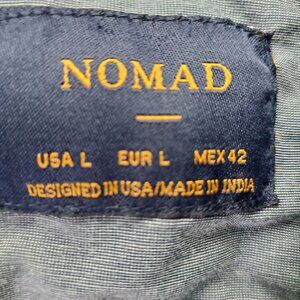 NOMAD
USA L EUR L MEX 42
DESIGNED IN USA/MADE IN INDIA